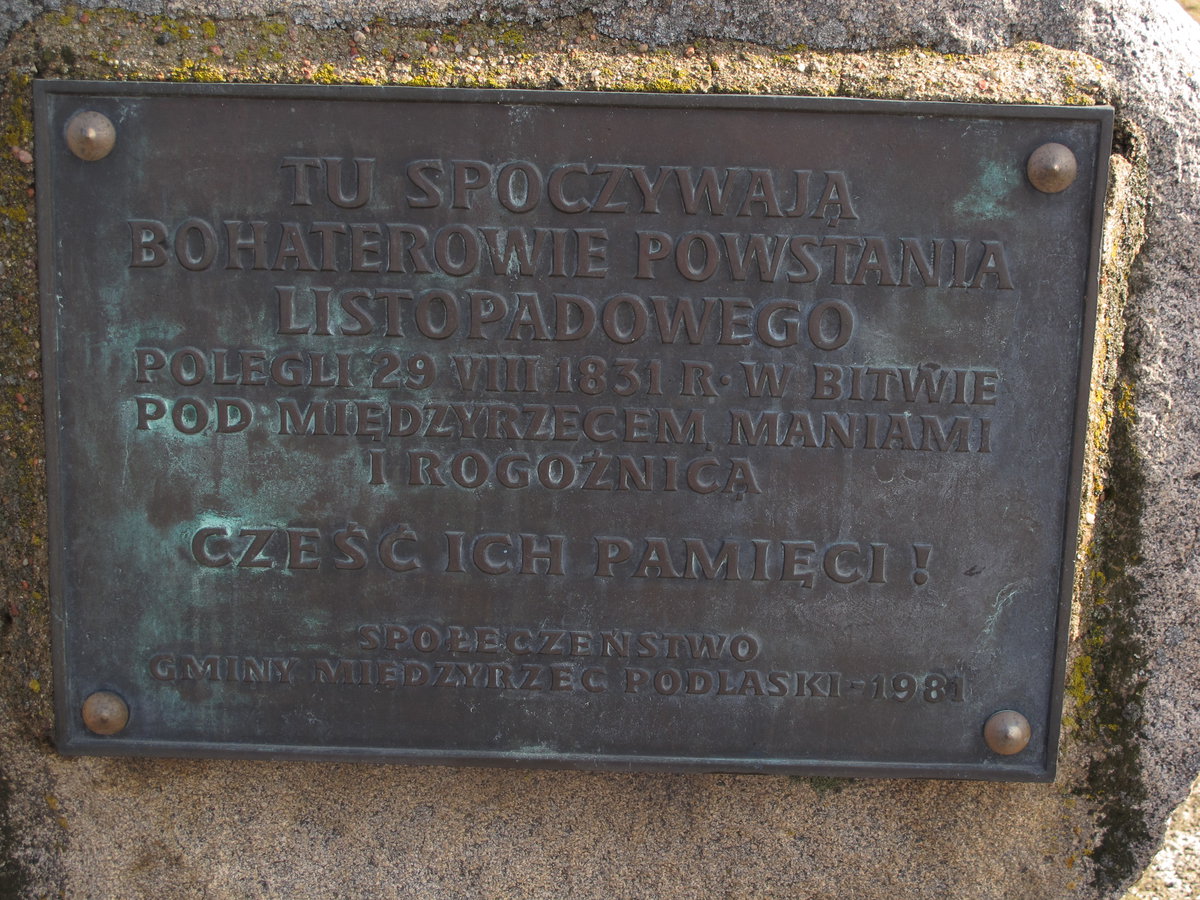 TU SPOCZYWAJĄ
BOHATEROWIE POWSTANIA
LISTOPADOWEGO
POLEGLI 29 VIII 1831 R. W BITWIE
POD MIĘDZYRZECEM, MANIAMI
I ROGOŹNICĄ
CZEŚĆ ICH PAMIĘCI !
SPOŁECZEŃSTWO
GMINY MIĘDZYRZEC PODLASKI - 1981